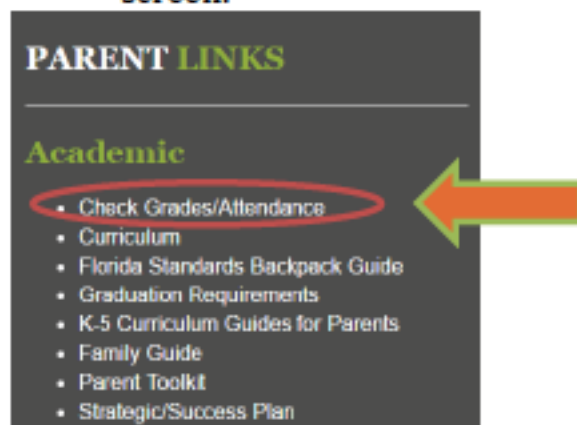 screen.
PARENT LINKS
Academic
• Check Grades/Attendance
• Curriculum
• Florida Standards Backpack Guide
• Graduation Requirements
• K-5 Curriculum Guides for Parents
• Family Guide
• Parent Toolkit
• Strategic/Success Plan